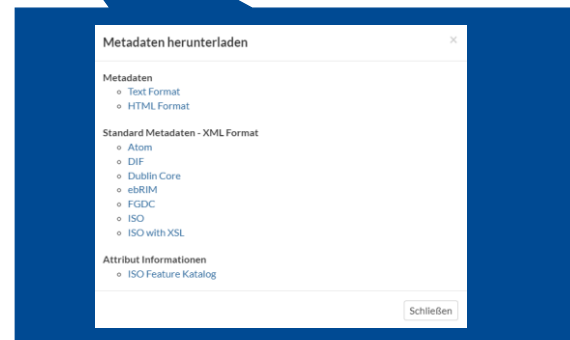 Metadaten herunterladen ×
Metadaten
Text Format
HTML Format
Standard Metadaten - XML Format
Atom
DIF
Dublin Core
ebRIM
FGDC
ISO
ISO with XSL
Attribut Informationen
ISO Feature Katalog
Schließen